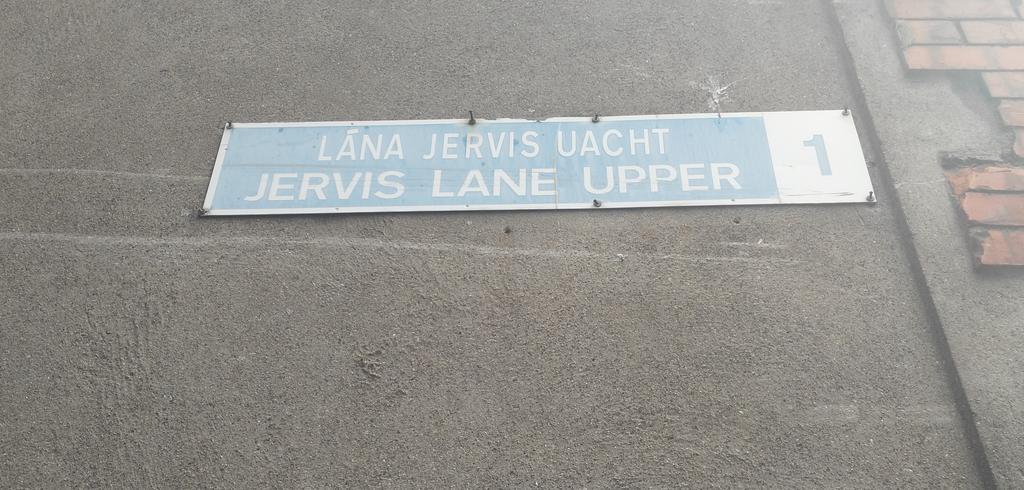 LÁNA JERVIS UACHT
JERVIS LANE UPPER
1